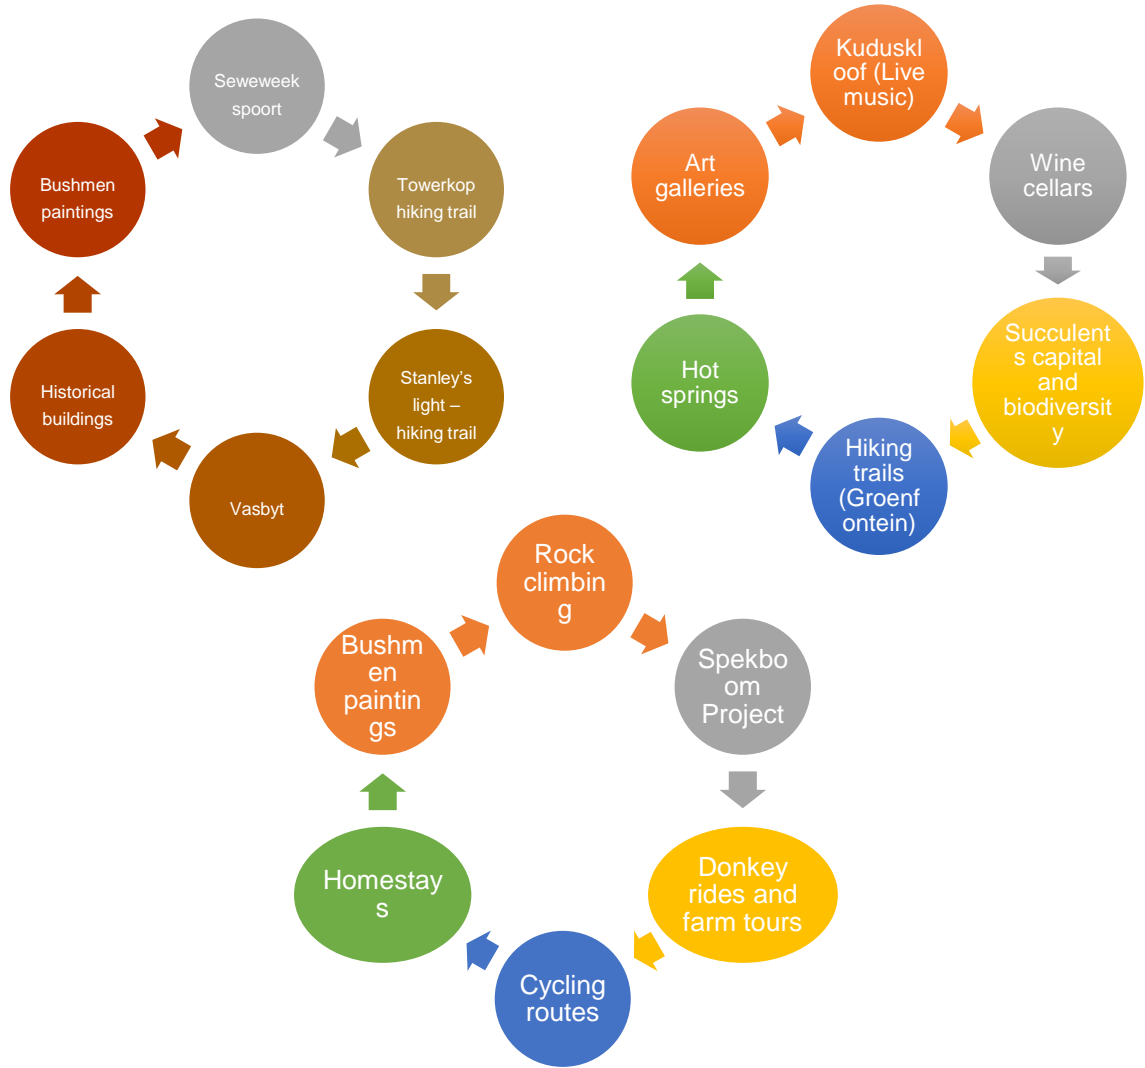 Seweweek
spoort
Towerkop
hiking trail
Stanley's
light –
hiking trail
Vasbyt
Historical
buildings
Bushmen
paintings
Kuduskl
oof (Live
music)
Wine
cellars
Succulent
s capital
and
biodiversit
y
Hiking
trails
(Groenf
ontein)
Hot
springs
Art
galleries
Rock
climbin
g
Spekbo
om
Project
Donkey
rides and
farm tours
Cycling
routes
Homestay
s
Bushm
en
paintin
gs